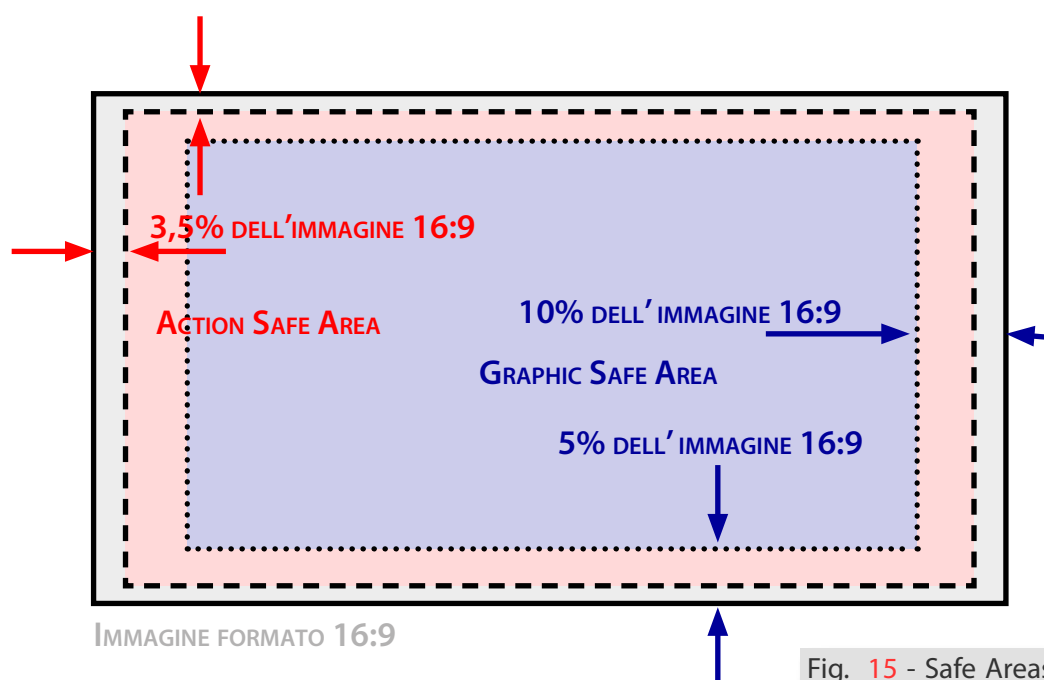 3,5% DELL'IMMAGINE 16:9
ACTION SAFE AREA
10% DELL' IMMAGINE 16:9
GRAPHIC SAFE AREA
5% DELL' IMMAGINE 16:9
IMMAGINE FORMATO 16:9
Fig. 15 - Safe Areas